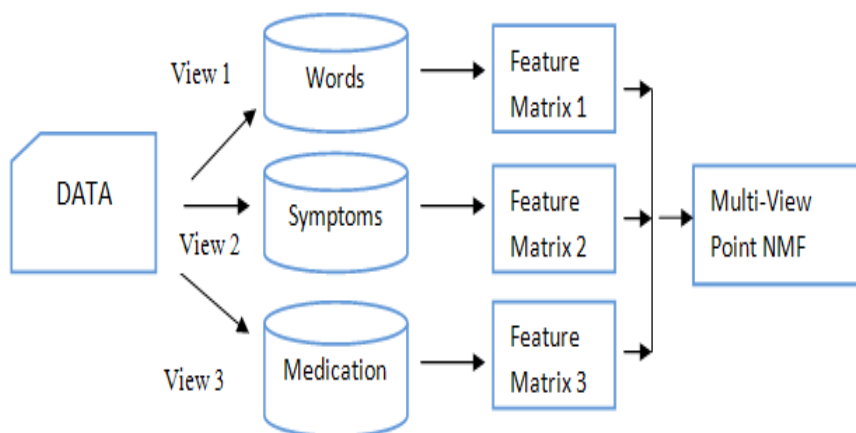 View 1
Words
Feature
Matrix 1
DATA
View 2
Symptoms
Feature
Matrix 2
Multi-View
Point NMF
View 3
Medication
Feature
Matrix 3